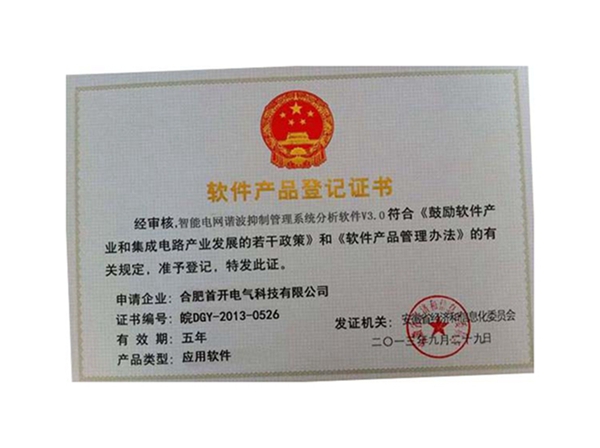 软件产品登记证书
经审核,智能电网谐波抑制管理系统分析软件V3.0符合《鼓励软件产
业和集成电路产业发展的若干政策》和《软件产品管理办法》的有
关规定，准予登记，特发此证。
申请企业：合肥首开电气科技有限公司
证书编号：皖DGY-2013-0526
有 效 期：五年
产品类型：应用软件
发证机关：安徽省经济和信息化委员会
二〇一三年九月二十九日